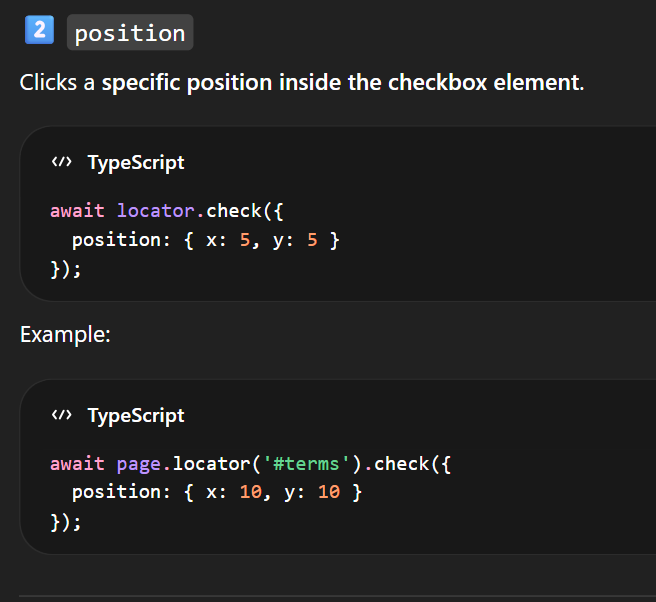 2 position
Clicks a specific position inside the checkbox element.
</> TypeScript
await locator.check({
  position: { x: 5, y: 5 }
});
Example:
</> TypeScript
await page.locator('#terms').check({
  position: { x: 10, y: 10 }
});